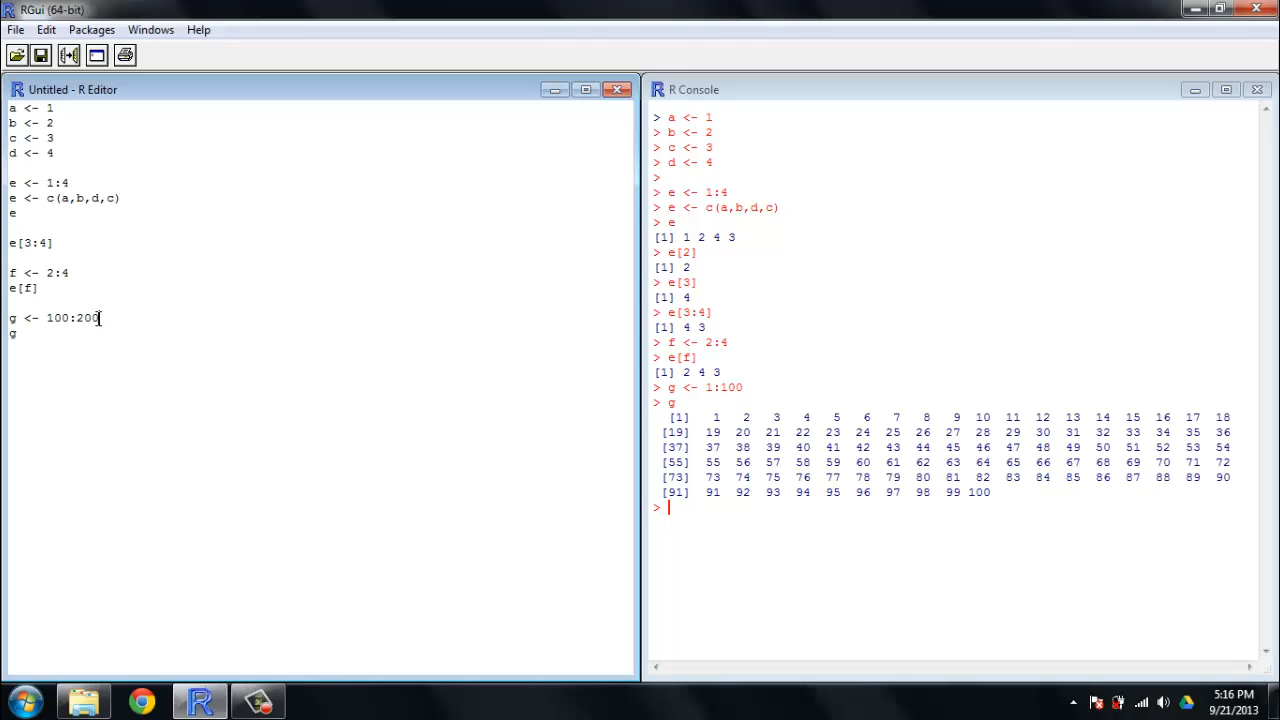 RGui (64-bit)
File Edit Packages Windows Help
Untitled - R Editor
a <- 1
b <- 2
c <- 3
d <- 4
e <- 1:4
e <- c(a,b,d,c)
e
e[3:4]
f <- 2:4
e[f]
g <- 100:200
g
R Console
> a <- 1
> b <- 2
> c <- 3
> d <- 4
>
> e <- 1:4
> e <- c(a,b,d,c)
> e
[1] 1 2 4 3
> e[2]
[1] 2
> e[3]
[1] 4
> e[3:4]
[1] 4 3
> f <- 2:4
> e[f]
[1] 2 4 3
> g <- 1:100
> g
[1] 1 2 3 4 5 6 7 8 9 10 11 12 13 14 15 16 17 18
[19] 19 20 21 22 23 24 25 26 27 28 29 30 31 32 33 34 35 36
[37] 37 38 39 40 41 42 43 44 45 46 47 48 49 50 51 52 53 54
[55] 55 56 57 58 59 60 61 62 63 64 65 66 67 68 69 70 71 72
[73] 73 74 75 76 77 78 79 80 81 82 83 84 85 86 87 88 89 90
[91] 91 92 93 94 95 96 97 98 99 100
>
5:16 PM
9/21/2013